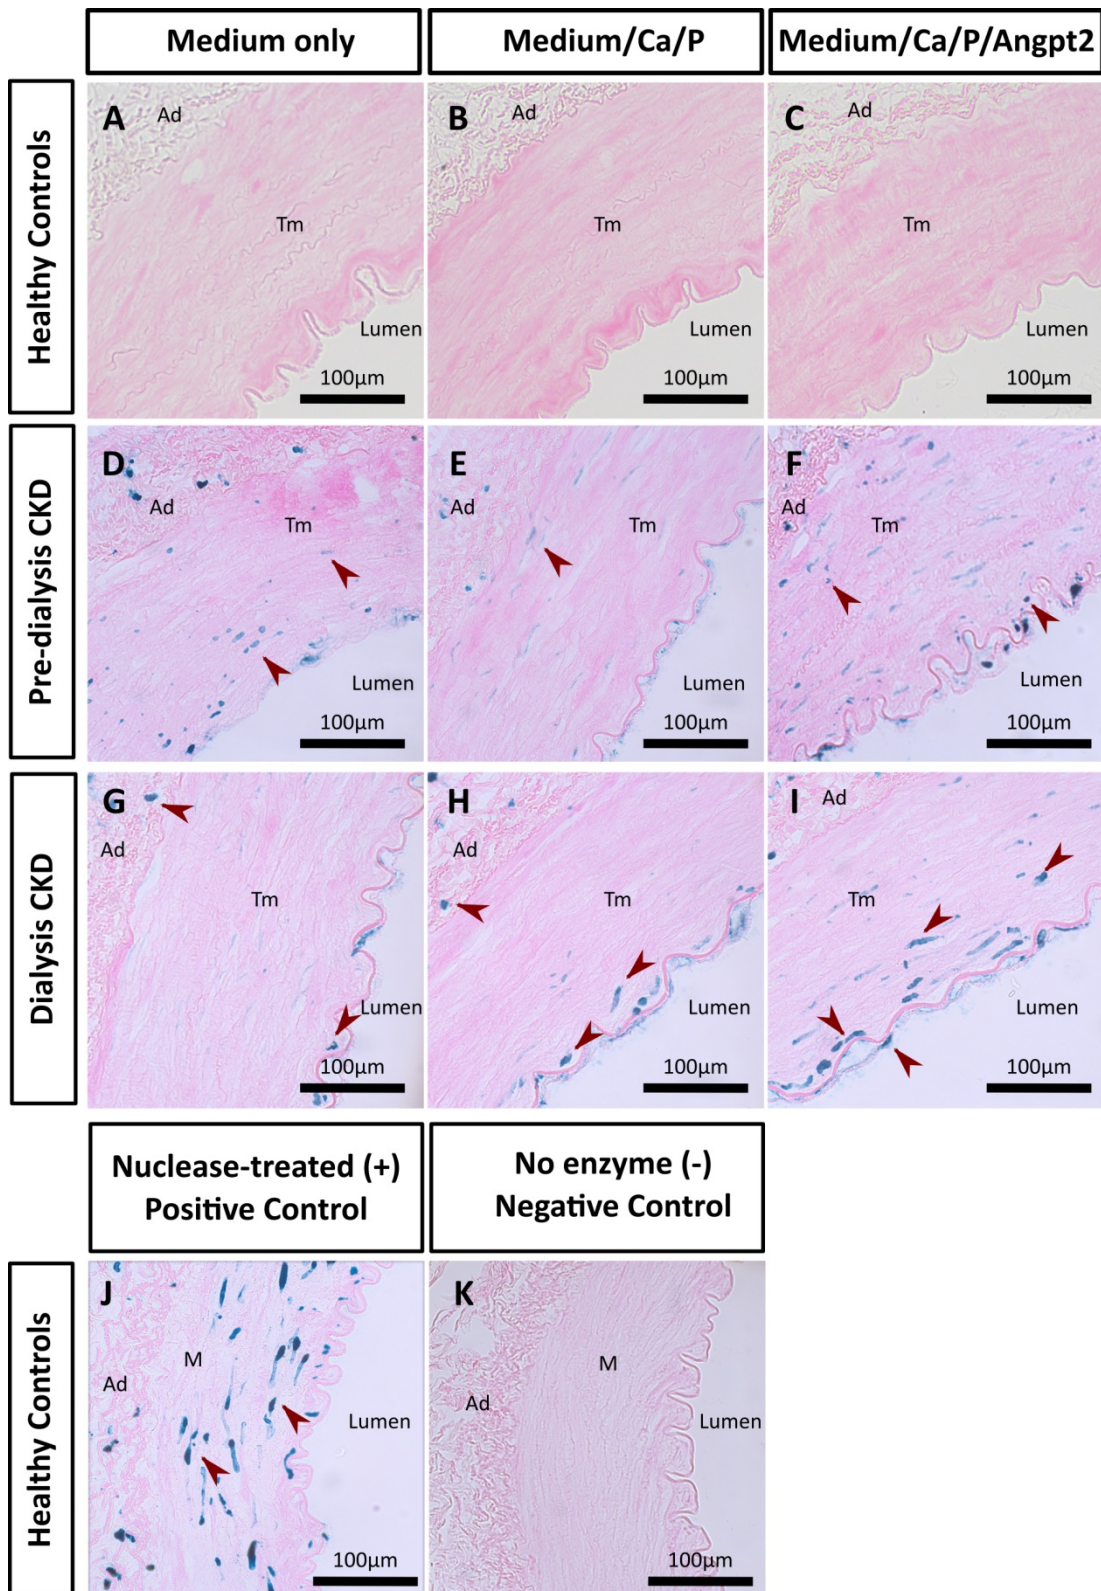 Medium only
Medium/Ca/P
Medium/Ca/P/Angpt2
Healthy Controls
A
Ad
Tm
Lumen
100µm
B
Ad
Tm
Lumen
100µm
C
Ad
Tm
Lumen
100µm
Pre-dialysis CKD
D
Ad
Tm
Lumen
100µm
E
Ad
Tm
Lumen
100µm
F
Ad
Tm
Lumen
100µm
Dialysis CKD
G
Ad
Tm
Lumen
100µm
H
Ad
Tm
Lumen
100µm
I
Ad
Tm
Lumen
100µm
Nuclease-treated (+)
Positive Control
No enzyme (-)
Negative Control
Healthy Controls
J
M
Ad
Lumen
100µm
K
M
Ad
Lumen
100µm